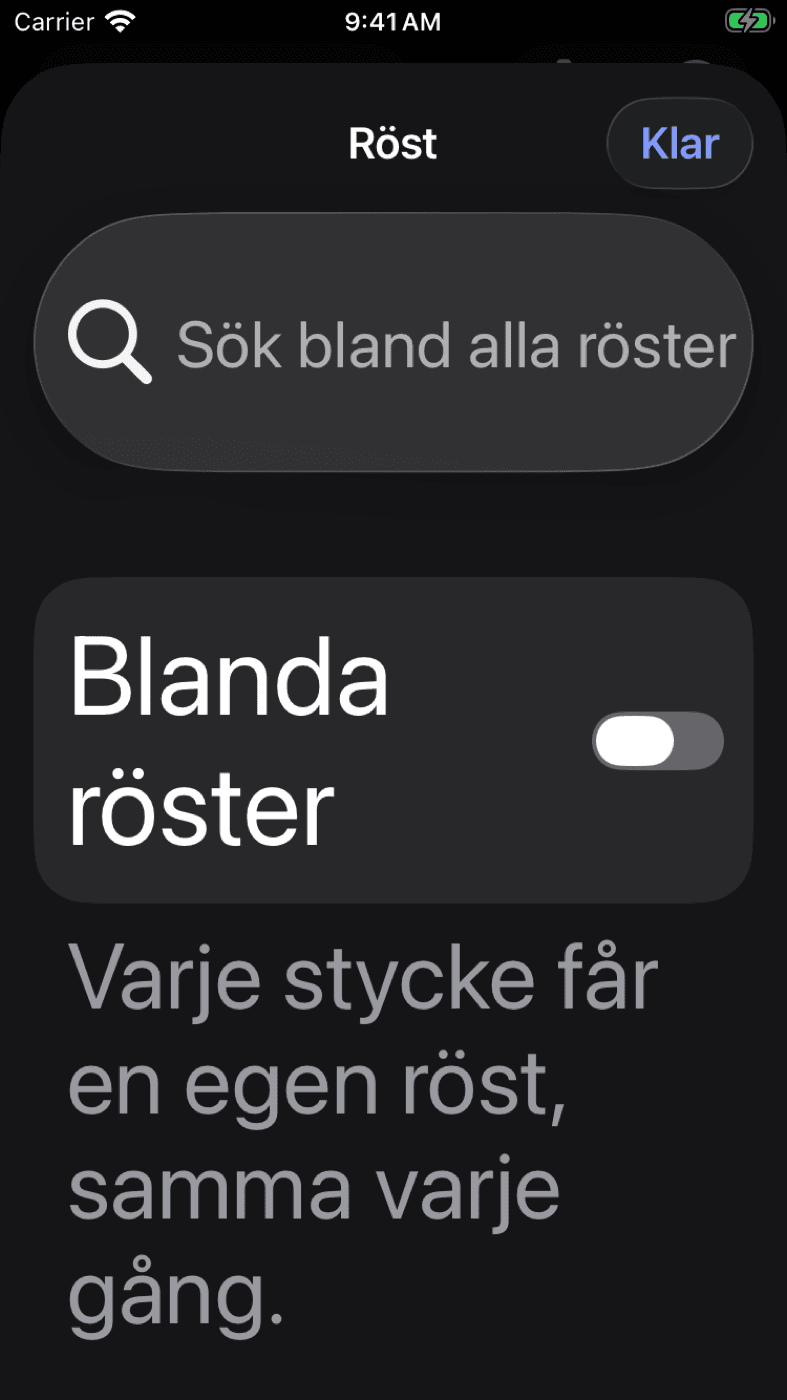 Carrier 9:41 AM
Röst
Klar
Sök bland alla röster
Blanda
röster
Varje stycke får
en egen röst,
samma varje
gång.